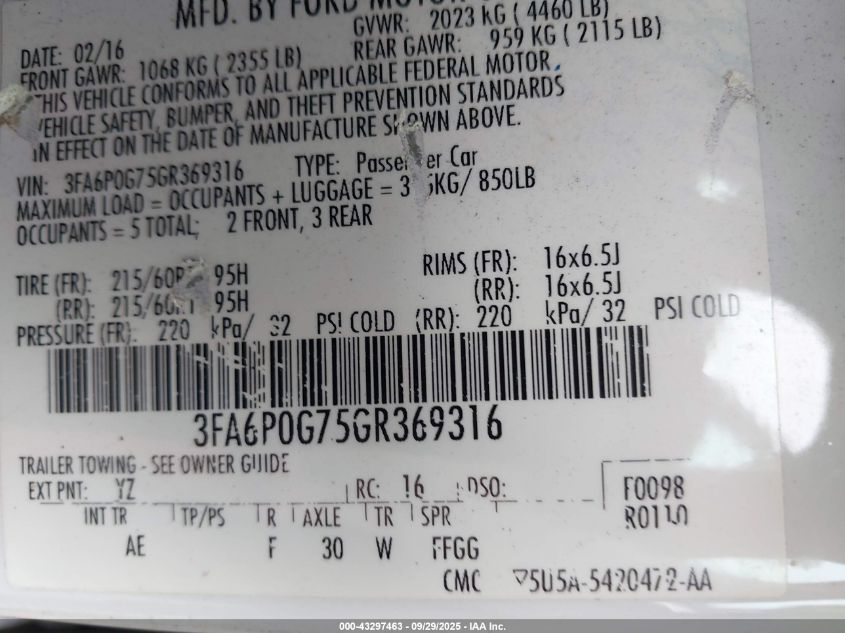 MFD. BY FORD MOTOR
GVWR: 2023 KG ( 4460 LB)
DATE: 02/16
REAR GAWR: 959 KG ( 2115 LB)
FRONT GAWR: 1068 KG ( 2355 LB)
THIS VEHICLE CONFORMS TO ALL APPLICABLE FEDERAL MOTOR
VEHICLE SAFETY, BUMPER, AND THEFT PREVENTION STANDARDS
IN EFFECT ON THE DATE OF MANUFACTURE SHOWN ABOVE.
VIN: 3FA6P0G75GR369316 TYPE: Passenger Car
MAXIMUM LOAD = OCCUPANTS + LUGGAGE = 3 5KG/ 850LB
OCCUPANTS = 5 TOTAL; 2 FRONT, 3 REAR
TIRE (FR): 215/60R 95H RIMS (FR): 16x6.5J
(RR): 215/60R 95H (RR): 16x6.5J
PRESSURE (FR): 220 kPa/ 32 PSI COLD (RR): 220 kPa/ 32 PSI COLD
3FA6P0G75GR369316
TRAILER TOWING - SEE OWNER GUIDE
EXT PNT: YZ RC: 16 DSO: F0098
INT TR TP/PS R AXLE TR SPR R0110
AE F 30 W FFGG
CMC 5U5A-5420472-AA
000-43297463 - 09/29/2025 - IAA Inc.